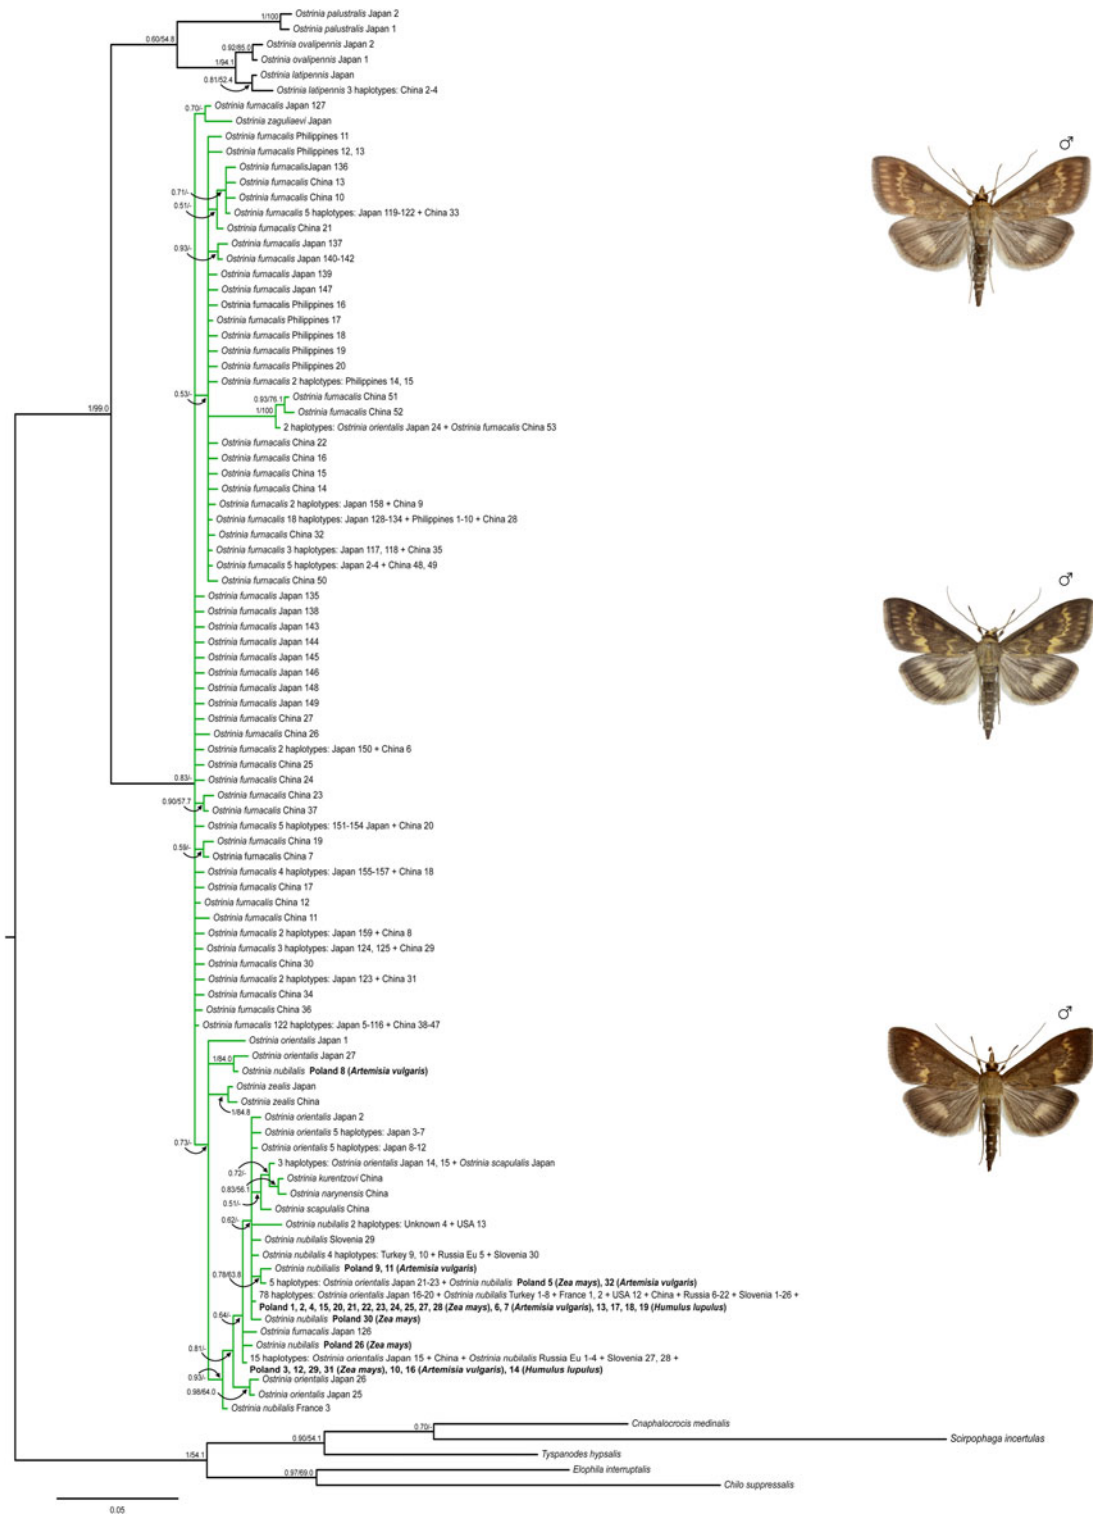 1/100
Ostrinia palustralis Japan 2
Ostrinia palustralis Japan 1
0.60/54.8
0.92/85.0
Ostrinia ovalipennis Japan 2
Ostrinia ovalipennis Japan 1
1/94.1
0.81/52.4
Ostrinia latipennis Japan
Ostrinia latipennis 3 haplotypes: China 2-4
0.70/-
Ostrinia furnacalis Japan 127
Ostrinia zaguliaevi Japan
Ostrinia furnacalis Philippines 11
Ostrinia furnacalis Philippines 12, 13
0.71/-
Ostrinia furnacalisJapan 136
Ostrinia furnacalis China 13
0.51/-
Ostrinia furnacalis China 10
Ostrinia furnacalis 5 haplotypes: Japan 119-122 + China 33
Ostrinia furnacalis China 21
0.93/-
Ostrinia furnacalis Japan 137
Ostrinia furnacalis Japan 140-142
Ostrinia furnacalis Japan 139
Ostrinia furnacalis Japan 147
Ostrinia furnacalis Philippines 16
Ostrinia furnacalis Philippines 17
Ostrinia furnacalis Philippines 18
Ostrinia furnacalis Philippines 19
Ostrinia furnacalis Philippines 20
Ostrinia furnacalis 2 haplotypes: Philippines 14, 15
0.53/-
0.93/76.1
Ostrinia furnacalis China 51
1/100
Ostrinia furnacalis China 52
2 haplotypes: Ostrinia orientalis Japan 24 + Ostrinia furnacalis China 53
1/99.0
Ostrinia furnacalis China 22
Ostrinia furnacalis China 16
Ostrinia furnacalis China 15
Ostrinia furnacalis China 14
Ostrinia furnacalis 2 haplotypes: Japan 158 + China 9
Ostrinia furnacalis 18 haplotypes: Japan 128-134 + Philippines 1-10 + China 28
Ostrinia furnacalis China 32
Ostrinia furnacalis 3 haplotypes: Japan 117, 118 + China 35
Ostrinia furnacalis 5 haplotypes: Japan 2-4 + China 48, 49
Ostrinia furnacalis China 50
Ostrinia furnacalis Japan 135
Ostrinia furnacalis Japan 138
Ostrinia furnacalis Japan 143
Ostrinia furnacalis Japan 144
Ostrinia furnacalis Japan 145
Ostrinia furnacalis Japan 146
Ostrinia furnacalis Japan 148
Ostrinia furnacalis Japan 149
Ostrinia furnacalis China 27
Ostrinia furnacalis China 26
Ostrinia furnacalis 2 haplotypes: Japan 150 + China 6
Ostrinia furnacalis China 25
0.83/-
Ostrinia furnacalis China 24
0.90/57.7
Ostrinia furnacalis China 23
Ostrinia furnacalis China 37
Ostrinia furnacalis 5 haplotypes: 151-154 Japan + China 20
0.59/-
Ostrinia furnacalis China 19
Ostrinia furnacalis China 7
Ostrinia furnacalis 4 haplotypes: Japan 155-157 + China 18
Ostrinia furnacalis China 17
Ostrinia furnacalis China 12
Ostrinia furnacalis China 11
Ostrinia furnacalis 2 haplotypes: Japan 159 + China 8
Ostrinia furnacalis 3 haplotypes: Japan 124, 125 + China 29
Ostrinia furnacalis China 30
Ostrinia furnacalis 2 haplotypes: Japan 123 + China 31
Ostrinia furnacalis China 34
Ostrinia furnacalis China 36
Ostrinia furnacalis 122 haplotypes: Japan 5-116 + China 38-47
Ostrinia orientalis Japan 1
1/84.0
Ostrinia orientalis Japan 27
Ostrinia nubilalis Poland 8 (Artemisia vulgaris)
Ostrinia zealis Japan
Ostrinia zealis China
1/84.8
Ostrinia orientalis Japan 2
Ostrinia orientalis 5 haplotypes: Japan 3-7
0.73/-
Ostrinia orientalis 5 haplotypes: Japan 8-12
0.72/-
3 haplotypes: Ostrinia orientalis Japan 14, 15 + Ostrinia scapulalis Japan
Ostrinia kurentzovi China
0.83/56.1
Ostrinia narynensis China
0.51/-
Ostrinia scapulalis China
0.62/-
Ostrinia nubilalis 2 haplotypes: Unknown 4 + USA 13
Ostrinia nubilalis Slovenia 29
Ostrinia nubilalis 4 haplotypes: Turkey 9, 10 + Russia Eu 5 + Slovenia 30
0.78/63.8
Ostrinia nubilialis Poland 9, 11 (Artemisia vulgaris)
5 haplotypes: Ostrinia orientalis Japan 21-23 + Ostrinia nubilalis Poland 5 (Zea mays), 32 (Artemisia vulgaris)
78 haplotypes: Ostrinia orientalis Japan 16-20 + Ostrinia nubilalis Turkey 1-8 + France 1, 2 + USA 12 + China + Russia 6-22 + Slovenia 1-26 +
Poland 1, 2, 4, 15, 20, 21, 22, 23, 24, 25, 27, 28 (Zea mays), 6, 7 (Artemisia vulgaris), 13, 17, 18, 19 (Humulus lupulus)
0.64/-
Ostrinia nubilalis Poland 30 (Zea mays)
Ostrinia furnacalis Japan 126
Ostrinia nubilalis Poland 26 (Zea mays)
0.81/-
15 haplotypes: Ostrinia orientalis Japan 15 + China + Ostrinia nubilalis Russia Eu 1-4 + Slovenia 27, 28 +
Poland 3, 12, 29, 31 (Zea mays), 10, 16 (Artemisia vulgaris), 14 (Humulus lupulus)
0.93/-
Ostrinia orientalis Japan 26
0.98/64.0
Ostrinia orientalis Japan 25
Ostrinia nubilalis France 3
0.70/-
Cnaphalocrocis medinalis
0.90/54.1
Scirpophaga incertulas
1/54.1
Tyspanodes hypsalis
0.97/69.0
Elophila interruptalis
Chilo suppressalis
0.05
♂
♂
♂